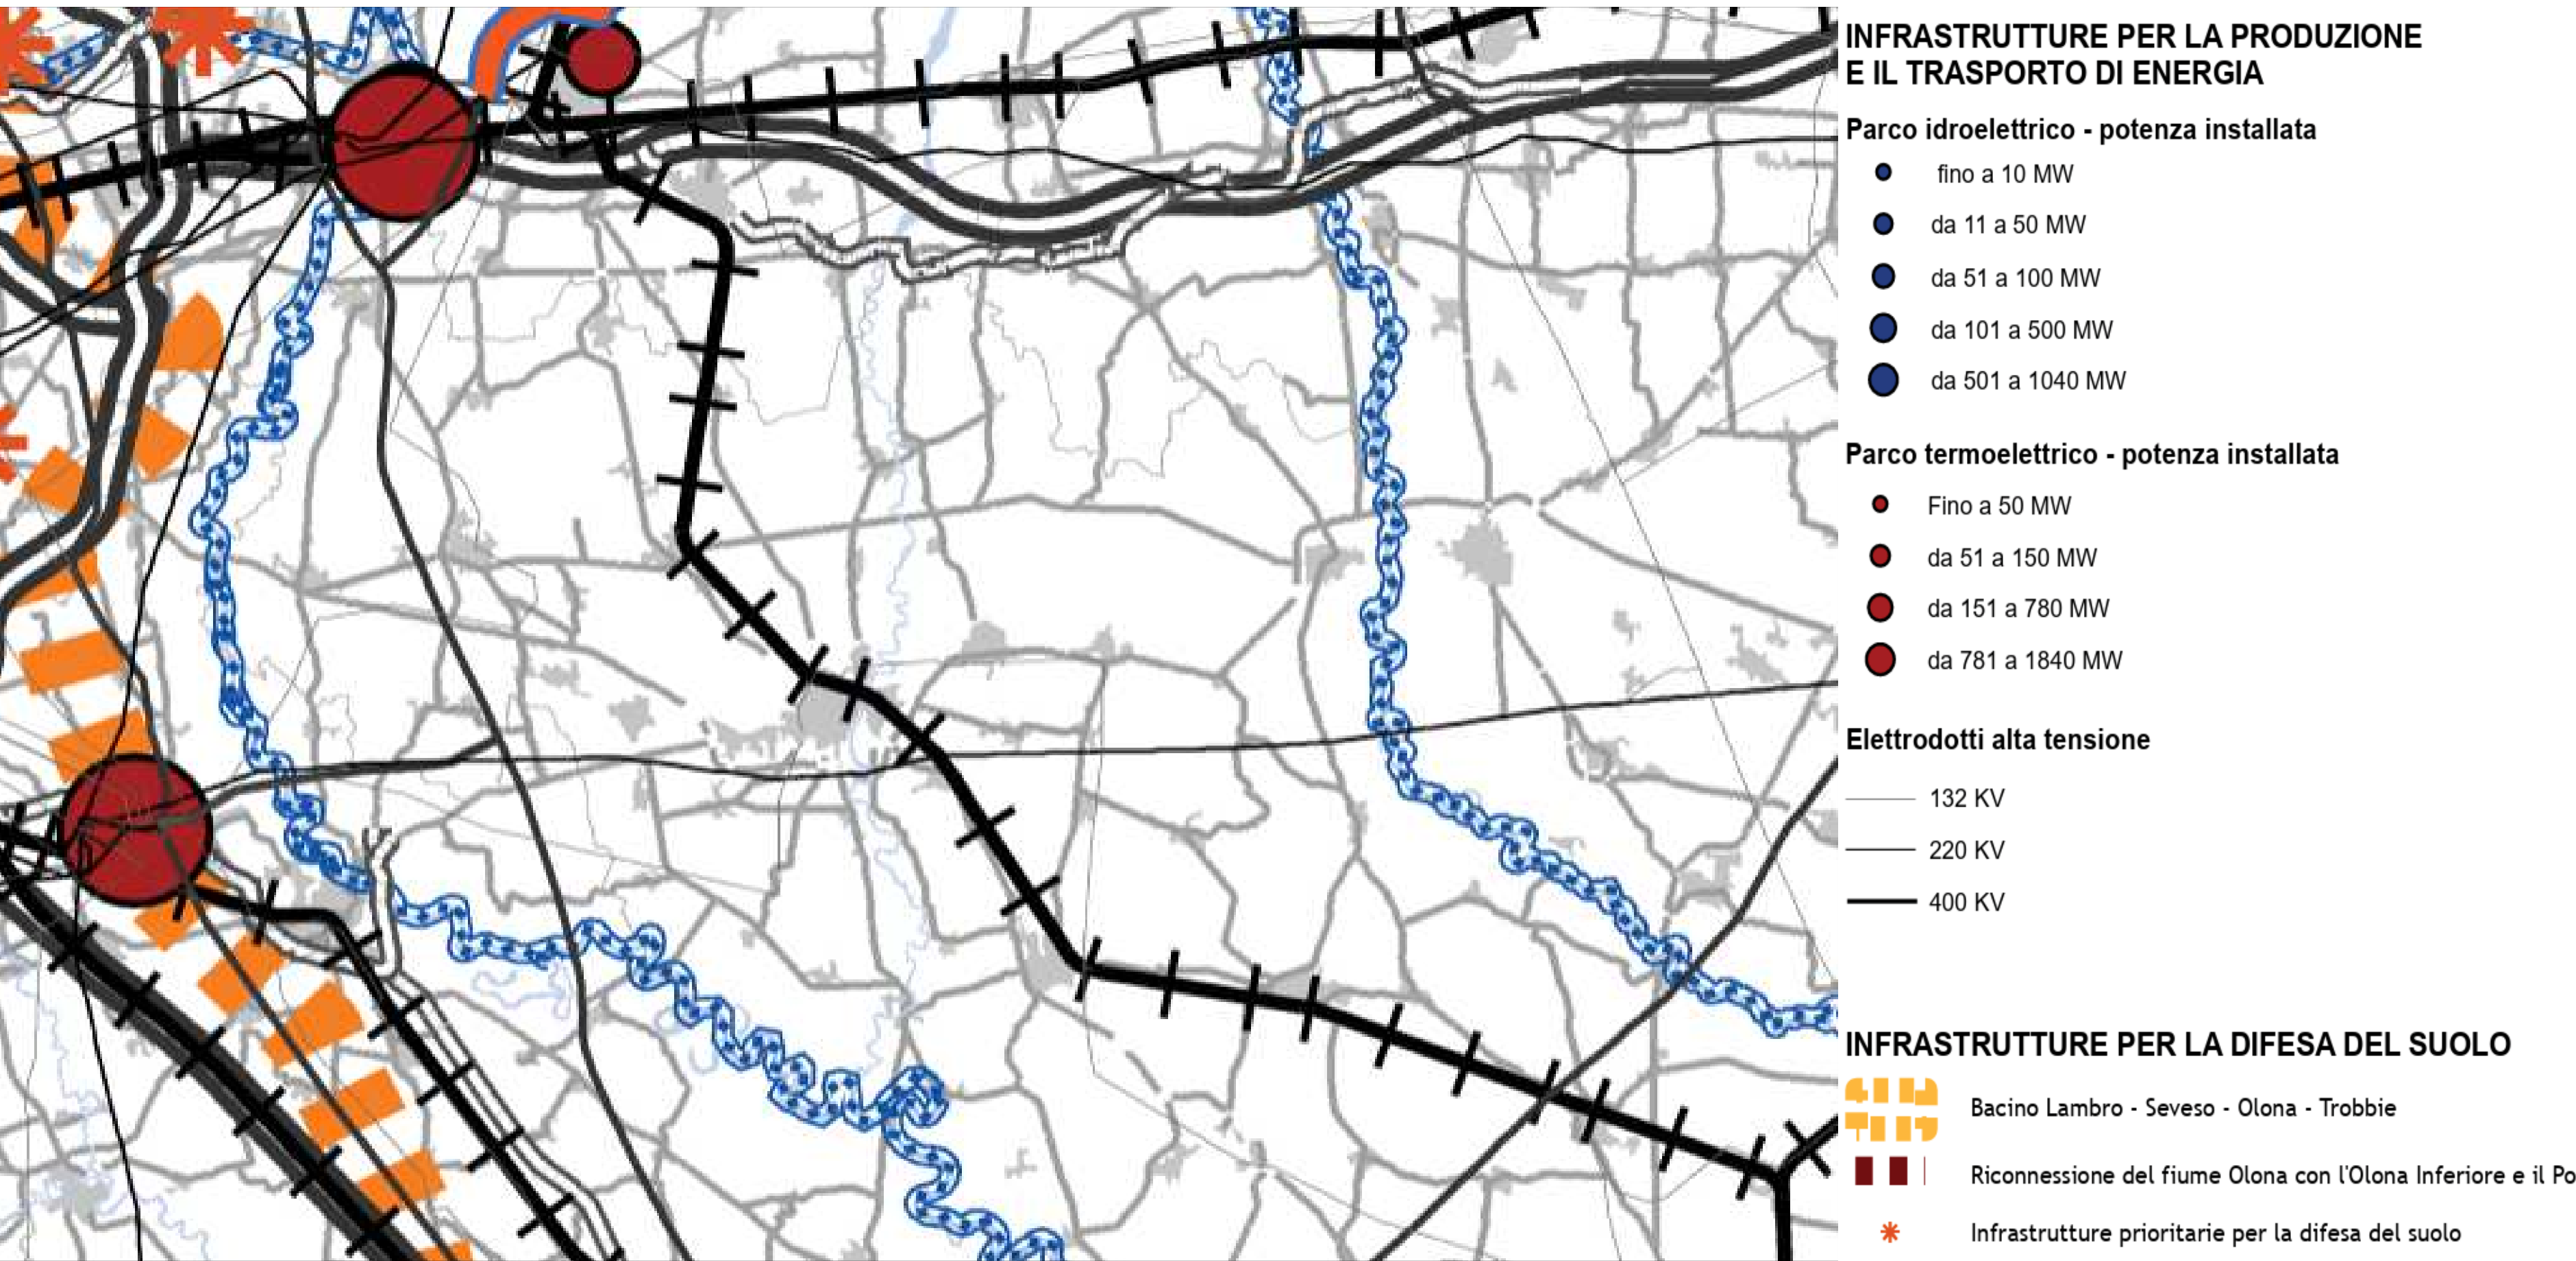 INFRASTRUTTURE PER LA PRODUZIONE
E IL TRASPORTO DI ENERGIA
Parco idroelettrico - potenza installata
fino a 10 MW
da 11 a 50 MW
da 51 a 100 MW
da 101 a 500 MW
da 501 a 1040 MW
Parco termoelettrico - potenza installata
Fino a 50 MW
da 51 a 150 MW
da 151 a 780 MW
da 781 a 1840 MW
Elettrodotti alta tensione
132 KV
220 KV
400 KV
INFRASTRUTTURE PER LA DIFESA DEL SUOLO
Bacino Lambro - Seveso - Olona - Trobbie
Riconnessione del fiume Olona con l'Olona Inferiore e il Po
Infrastrutture prioritarie per la difesa del suolo